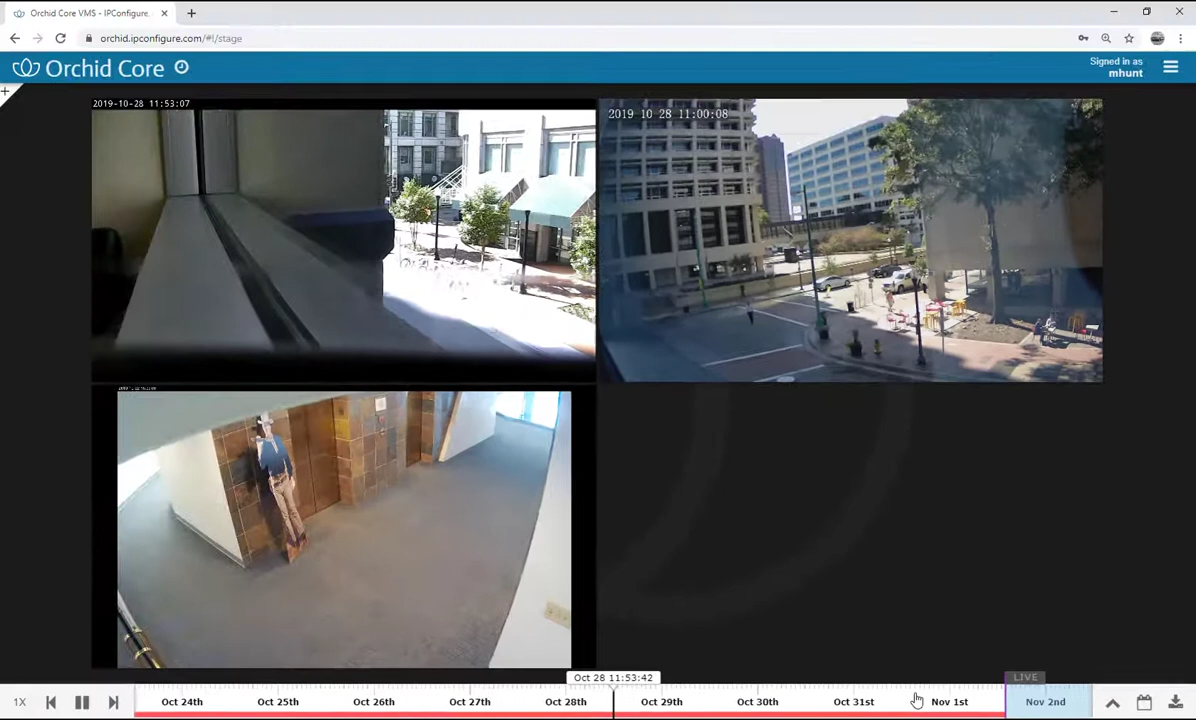 Orchid Core VMS - IPConfigure,
orchid.ipconfigure.com/#!/stage
Orchid Core
Signed in as
mhunt
2019-10-28 11:53:07
2019 10 28 11:00:08
Oct 28 11:53:42
LIVE
1X
Oct 24th
Oct 25th
Oct 26th
Oct 27th
Oct 28th
Oct 29th
Oct 30th
Oct 31st
Nov 1st
Nov 2nd